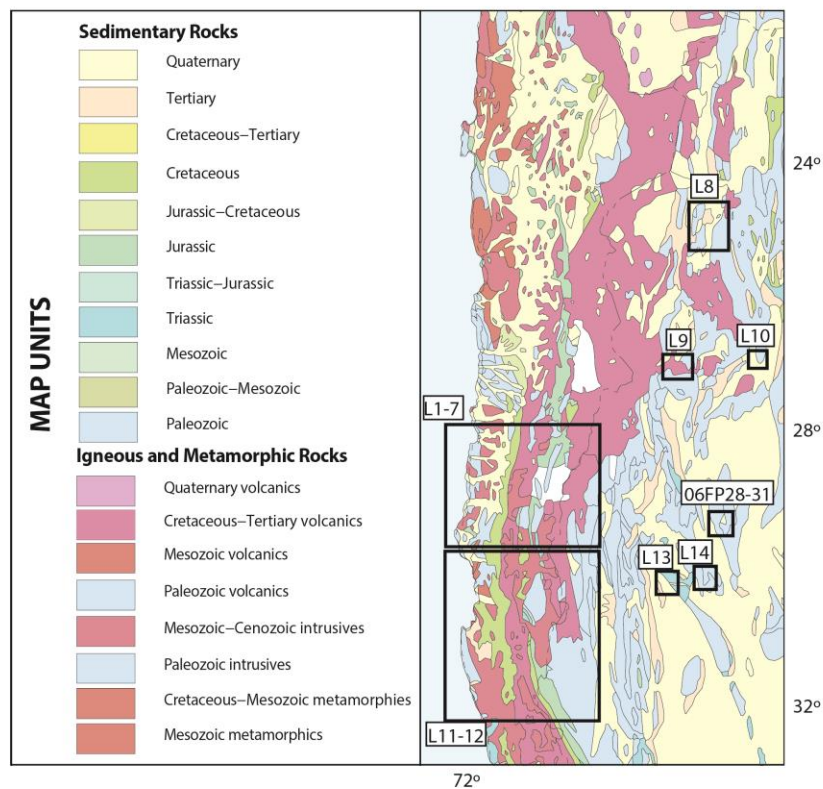 MAP UNITS
Sedimentary Rocks
Quaternary
Tertiary
Cretaceous–Tertiary
Cretaceous
Jurassic–Cretaceous
Jurassic
Triassic–Jurassic
Triassic
Mesozoic
Paleozoic–Mesozoic
Paleozoic
Igneous and Metamorphic Rocks
Quaternary volcanics
Cretaceous–Tertiary volcanics
Mesozoic volcanics
Paleozoic volcanics
Mesozoic–Cenozoic intrusives
Paleozoic intrusives
Cretaceous–Mesozoic metamorphies
Mesozoic metamorphics
24º
L8
L9
L10
L1-7
28º
06FP28-31
L13
L14
32º
L11-12
72º